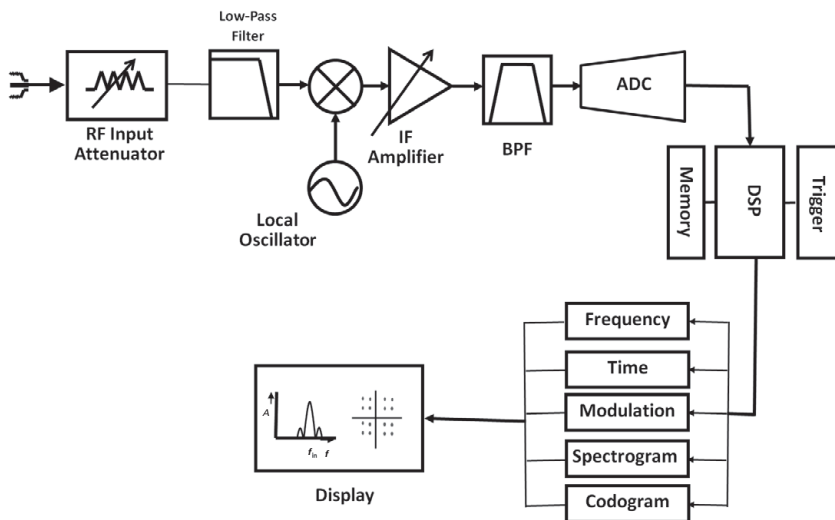 Low-Pass
Filter
RF Input
Attenuator
Local
Oscillator
IF
Amplifier
BPF
ADC
Memory
DSP
Trigger
Frequency
Time
Modulation
Spectrogram
Codogram
A
fin f
Display